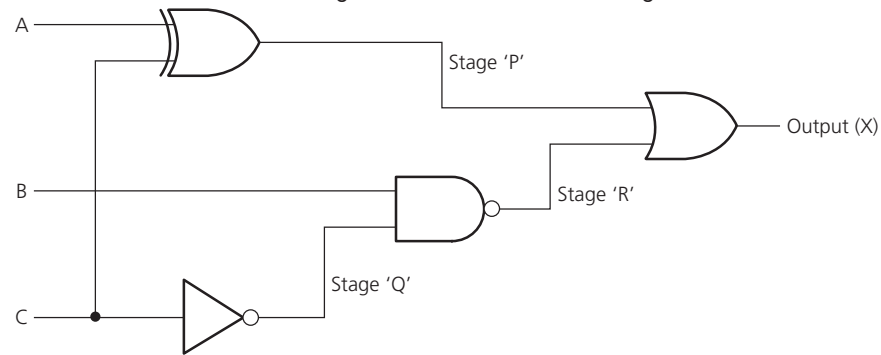 A
Stage 'P'
Output (X)
B
Stage 'R'
Stage 'Q'
C